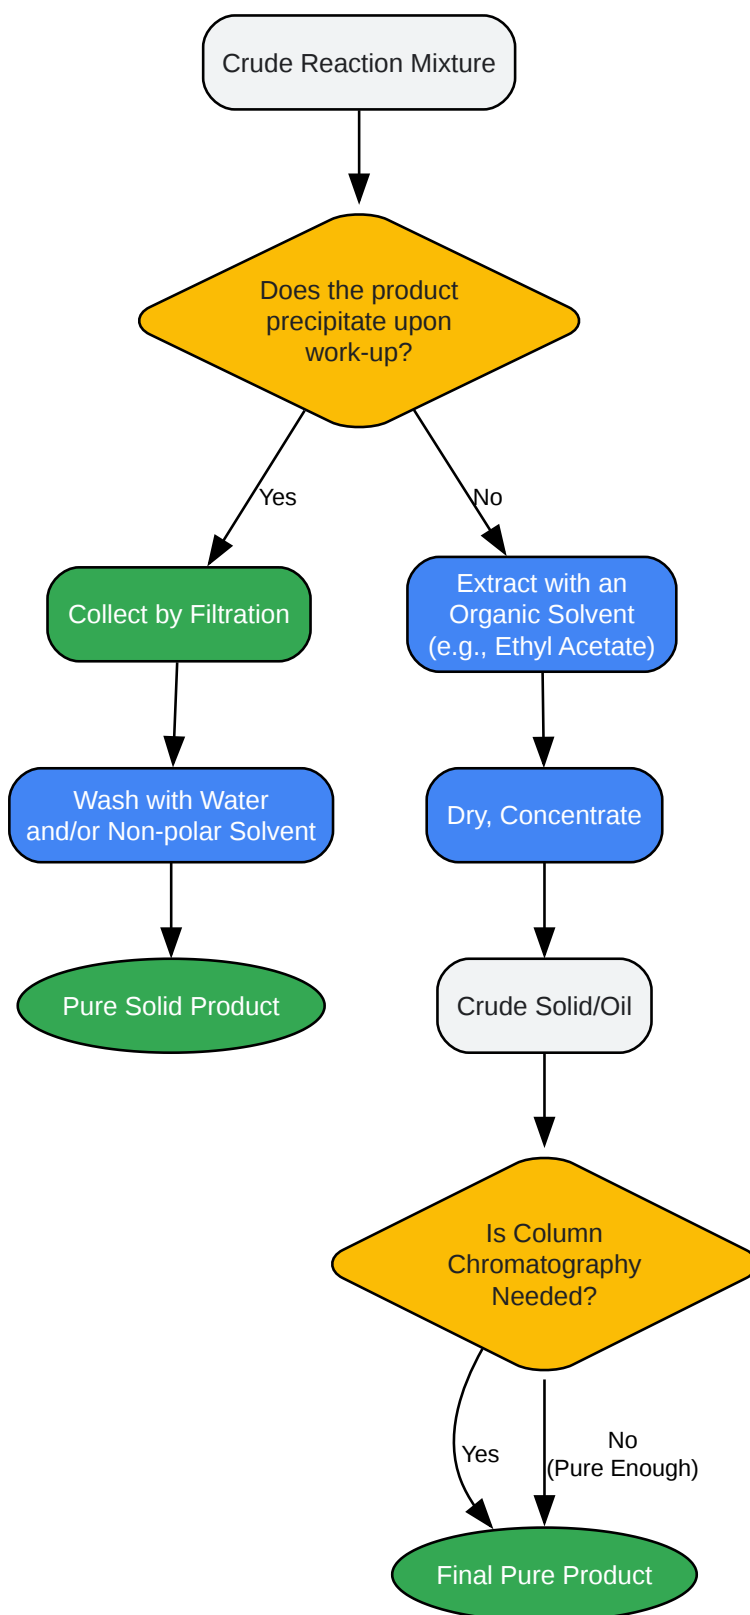 Crude Reaction Mixture
Does the product
precipitate upon
work-up?
Yes
No
Collect by Filtration
Extract with an
Organic Solvent
(e.g., Ethyl Acetate)
Wash with Water
and/or Non-polar Solvent
Dry, Concentrate
Pure Solid Product
Crude Solid/Oil
Is Column
Chromatography
Needed?
Yes
No
(Pure Enough)
Final Pure Product